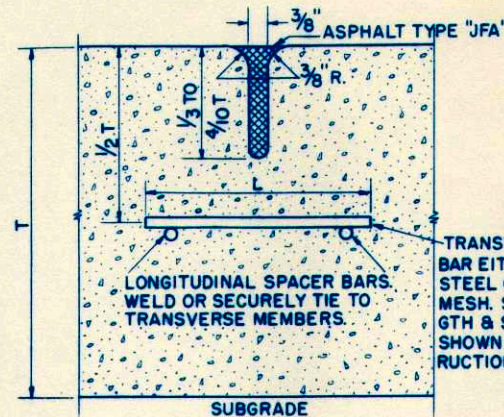 3/8"
ASPHALT TYPE "JFA"
3/8" R.
1/3 TO
4/10 T
1/2 T
T
L
LONGITUDINAL SPACER BARS.
WELD OR SECURELY TIE TO
TRANSVERSE MEMBERS.
TRANS
BAR EIT
STEEL
MESH. S
GTH & S
SHOWN
RUCTION
SUBGRADE